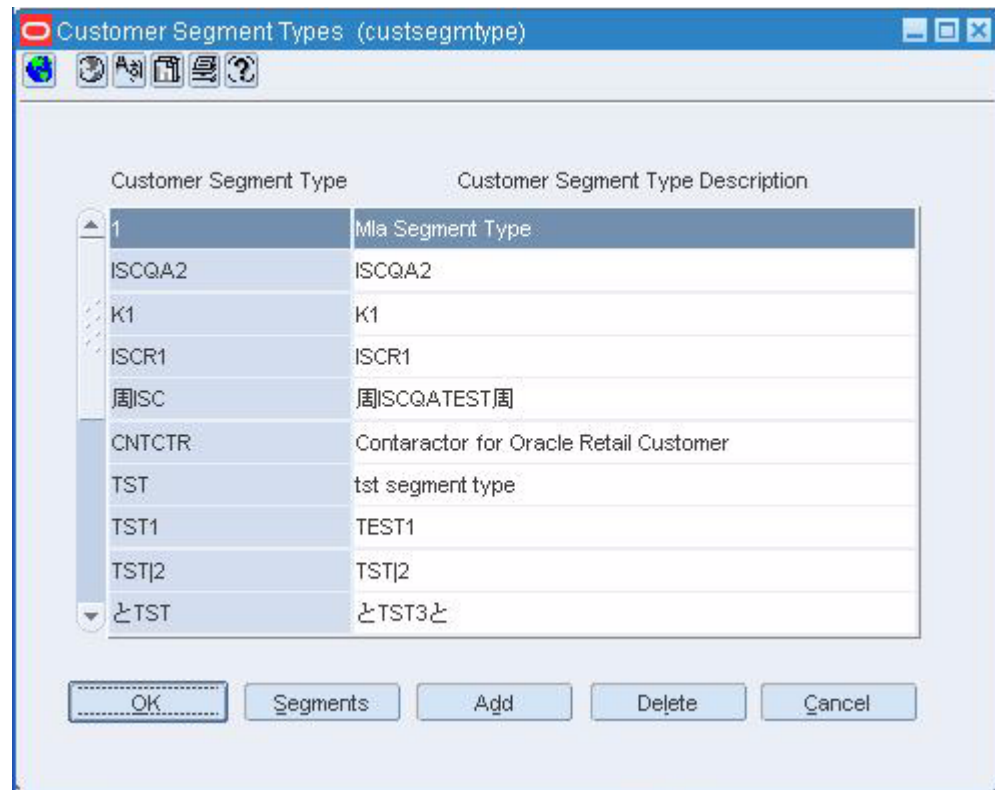 Customer Segment Types (custsegmtype)
Customer Segment Type Customer Segment Type Description
1 Mla Segment Type
ISCQA2 ISCQA2
K1 K1
ISCR1 ISCR1
周ISC 周ISCQATEST周
CNTCTR Contaractor for Oracle Retail Customer
TST tst segment type
TST1 TEST1
TST|2 TST|2
とTST とTST3と
OK Segments Add Delete Cancel